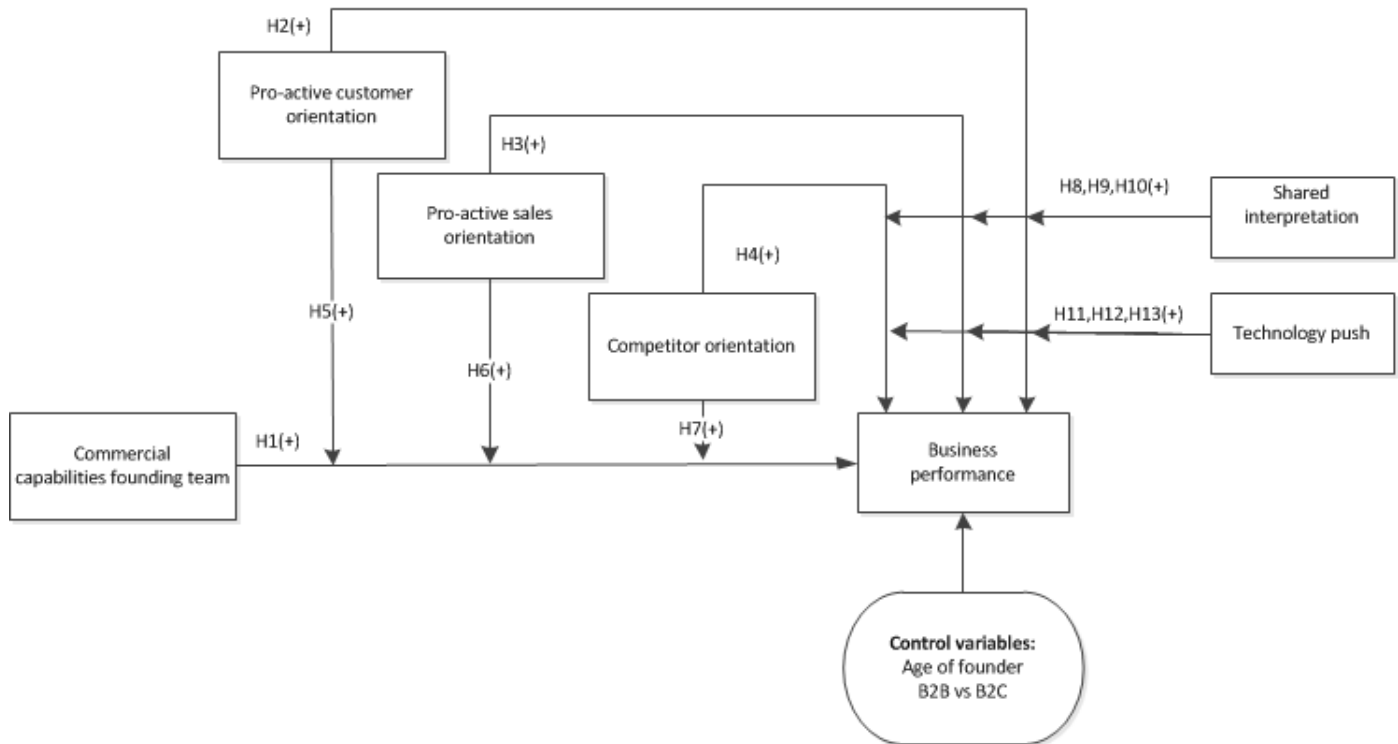 H2(+)
Pro-active customer
orientation
H3(+)
Pro-active sales
orientation
H8,H9,H10(+)
Shared
interpretation
H4(+)
H5(+)
H11,H12,H13(+)
Technology push
Competitor orientation
H6(+)
H7(+)
H1(+)
Commercial
capabilities founding team
Business
performance
Control variables:
Age of founder
B2B vs B2C